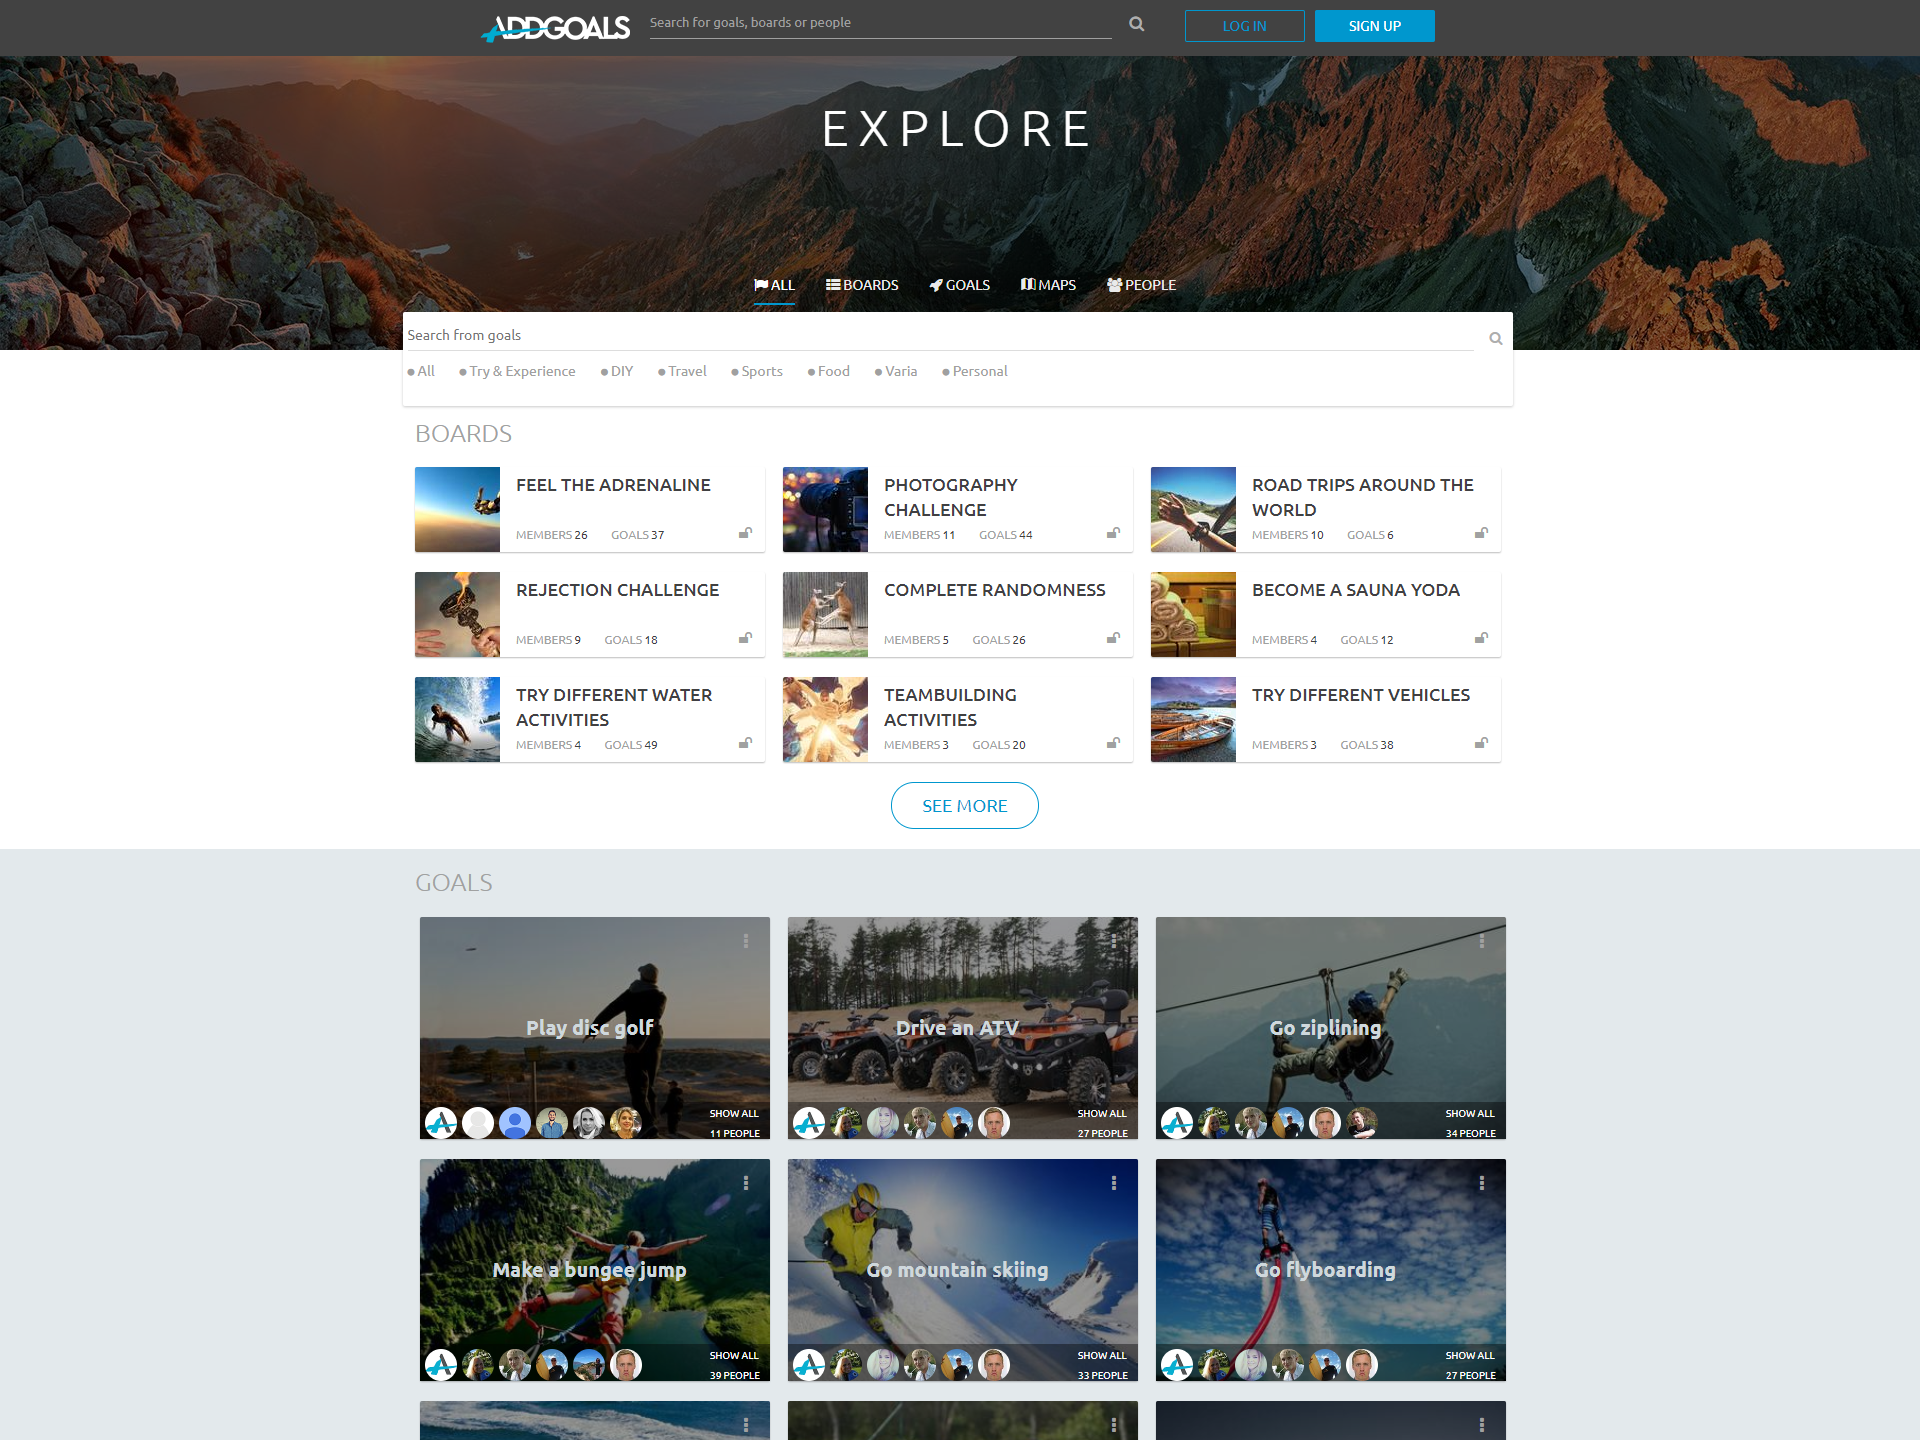 ADDGOALS
Search for goals, boards or people
LOG IN
SIGN UP
EXPLORE
ALL
BOARDS
GOALS
MAPS
PEOPLE
Search from goals
All
Try & Experience
DIY
Travel
Sports
Food
Varia
Personal
BOARDS
FEEL THE ADRENALINE
MEMBERS 26 GOALS 37
PHOTOGRAPHY
CHALLENGE
MEMBERS 11 GOALS 44
ROAD TRIPS AROUND THE
WORLD
MEMBERS 10 GOALS 6
REJECTION CHALLENGE
MEMBERS 9 GOALS 18
COMPLETE RANDOMNESS
MEMBERS 5 GOALS 26
BECOME A SAUNA YODA
MEMBERS 4 GOALS 12
TRY DIFFERENT WATER
ACTIVITIES
MEMBERS 4 GOALS 49
TEAMBUILDING
ACTIVITIES
MEMBERS 3 GOALS 20
TRY DIFFERENT VEHICLES
MEMBERS 3 GOALS 38
SEE MORE
GOALS
Play disc golf
SHOW ALL
11 PEOPLE
Drive an ATV
SHOW ALL
27 PEOPLE
Go ziplining
SHOW ALL
34 PEOPLE
Make a bungee jump
SHOW ALL
39 PEOPLE
Go mountain skiing
SHOW ALL
33 PEOPLE
Go flyboarding
SHOW ALL
27 PEOPLE